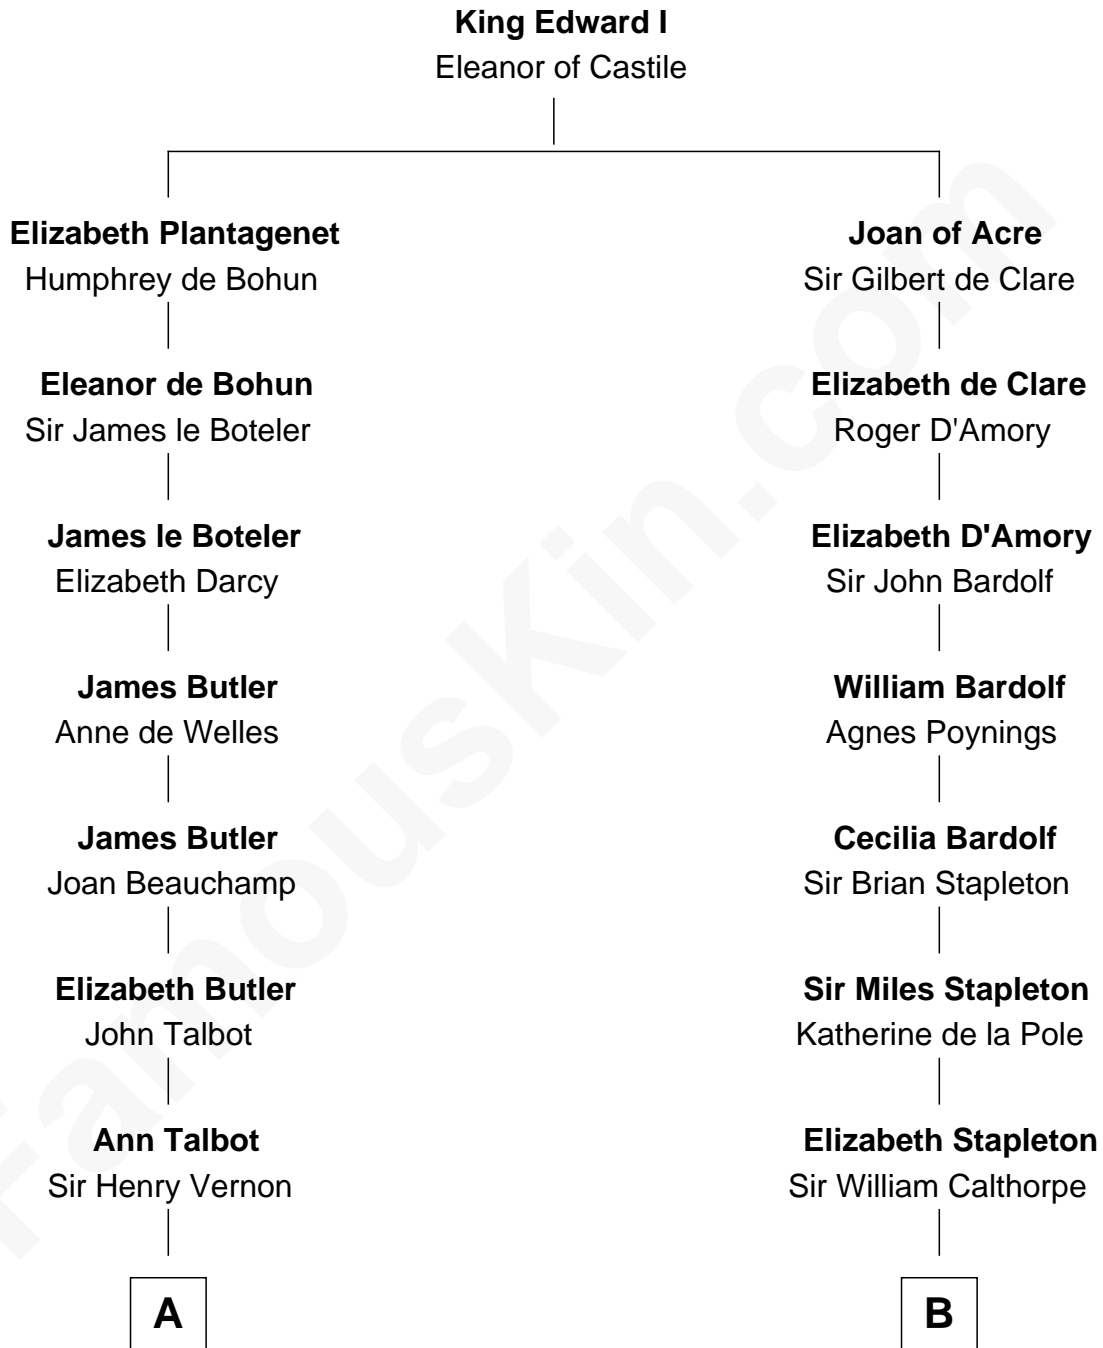 King Edward I
Eleanor of Castile
Elizabeth Plantagenet
Humphrey de Bohun
Joan of Acre
Sir Gilbert de Clare
Eleanor de Bohun
Sir James le Boteler
Elizabeth de Clare
Roger D'Amory
James le Boteler
Elizabeth Darcy
Elizabeth D'Amory
Sir John Bardolf
James Butler
Anne de Welles
William Bardolf
Agnes Poynings
James Butler
Joan Beauchamp
Cecilia Bardolf
Sir Brian Stapleton
Elizabeth Butler
John Talbot
Sir Miles Stapleton
Katherine de la Pole
Ann Talbot
Sir Henry Vernon
Elizabeth Stapleton
Sir William Calthorpe
A
B
FamousKin.com